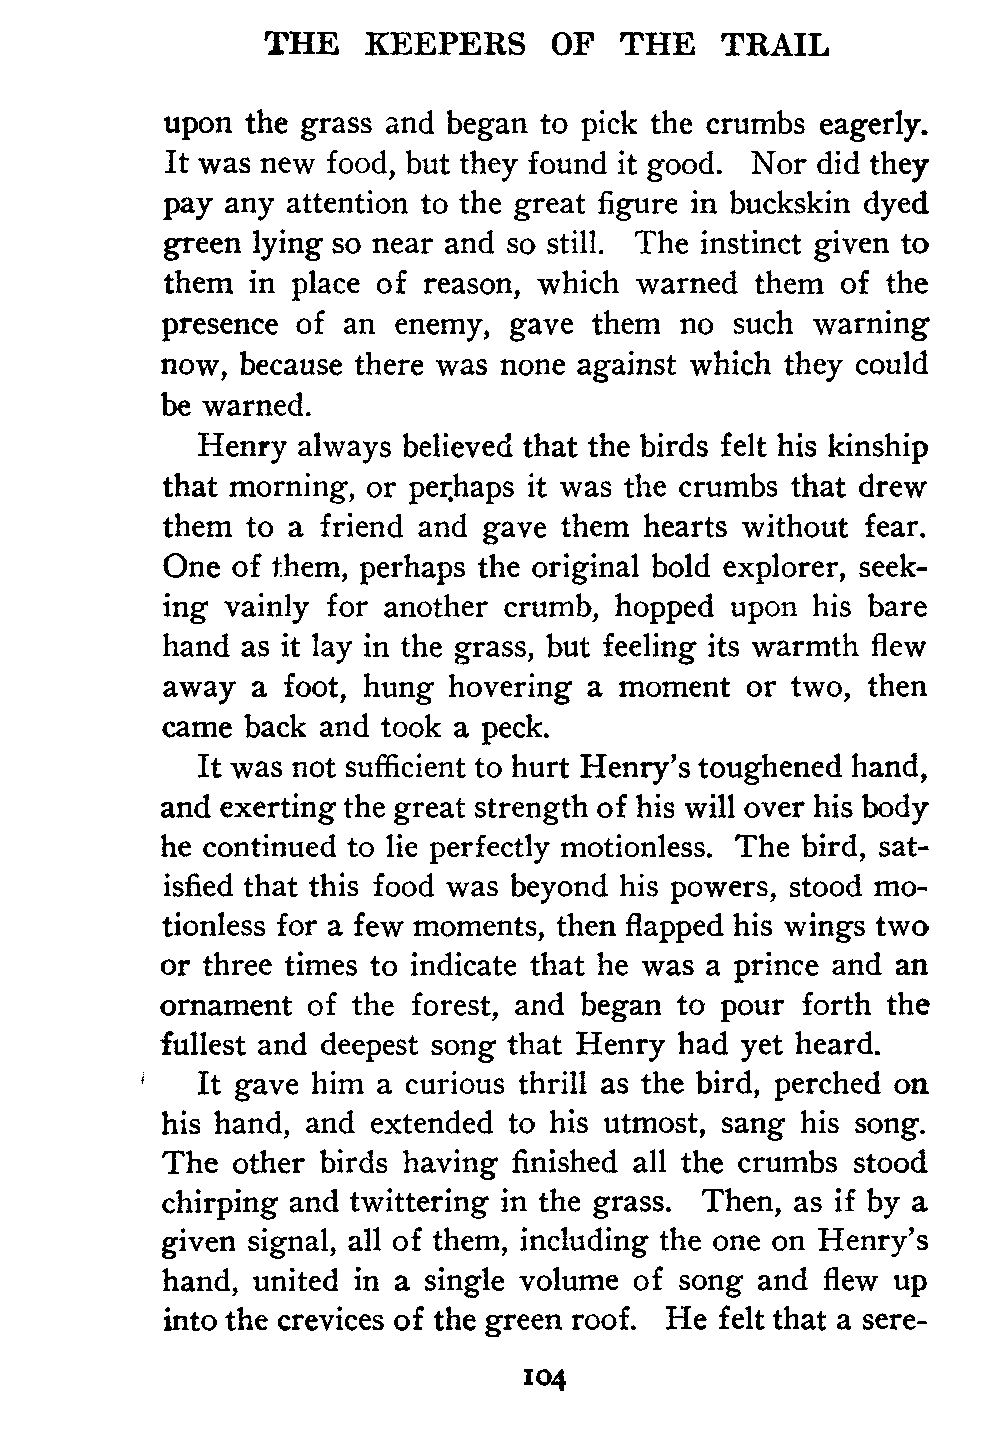 THE KEEPERS OF THE TRAIL
upon the grass and began to pick the crumbs eagerly.
It was new food, but they found it good. Nor did they
pay any attention to the great figure in buckskin dyed
green lying so near and so still. The instinct given to
them in place of reason, which warned them of the
presence of an enemy, gave them no such warning
now, because there was none against which they could
be warned.
Henry always believed that the birds felt his kinship
that morning, or perhaps it was the crumbs that drew
them to a friend and gave them hearts without fear.
One of them, perhaps the original bold explorer, seek-
ing vainly for another crumb, hopped upon his bare
hand as it lay in the grass, but feeling its warmth flew
away a foot, hung hovering a moment or two, then
came back and took a peck.
It was not sufficient to hurt Henry's toughened hand,
and exerting the great strength of his will over his body
he continued to lie perfectly motionless. The bird, sat-
isfied that this food was beyond his powers, stood mo-
tionless for a few moments, then flapped his wings two
or three times to indicate that he was a prince and an
ornament of the forest, and began to pour forth the
fullest and deepest song that Henry had yet heard.
It gave him a curious thrill as the bird, perched on
his hand, and extended to his utmost, sang his song.
The other birds having finished all the crumbs stood
chirping and twittering in the grass. Then, as if by a
given signal, all of them, including the one on Henry's
hand, united in a single volume of song and flew up
into the crevices of the green roof. He felt that a sere-
104